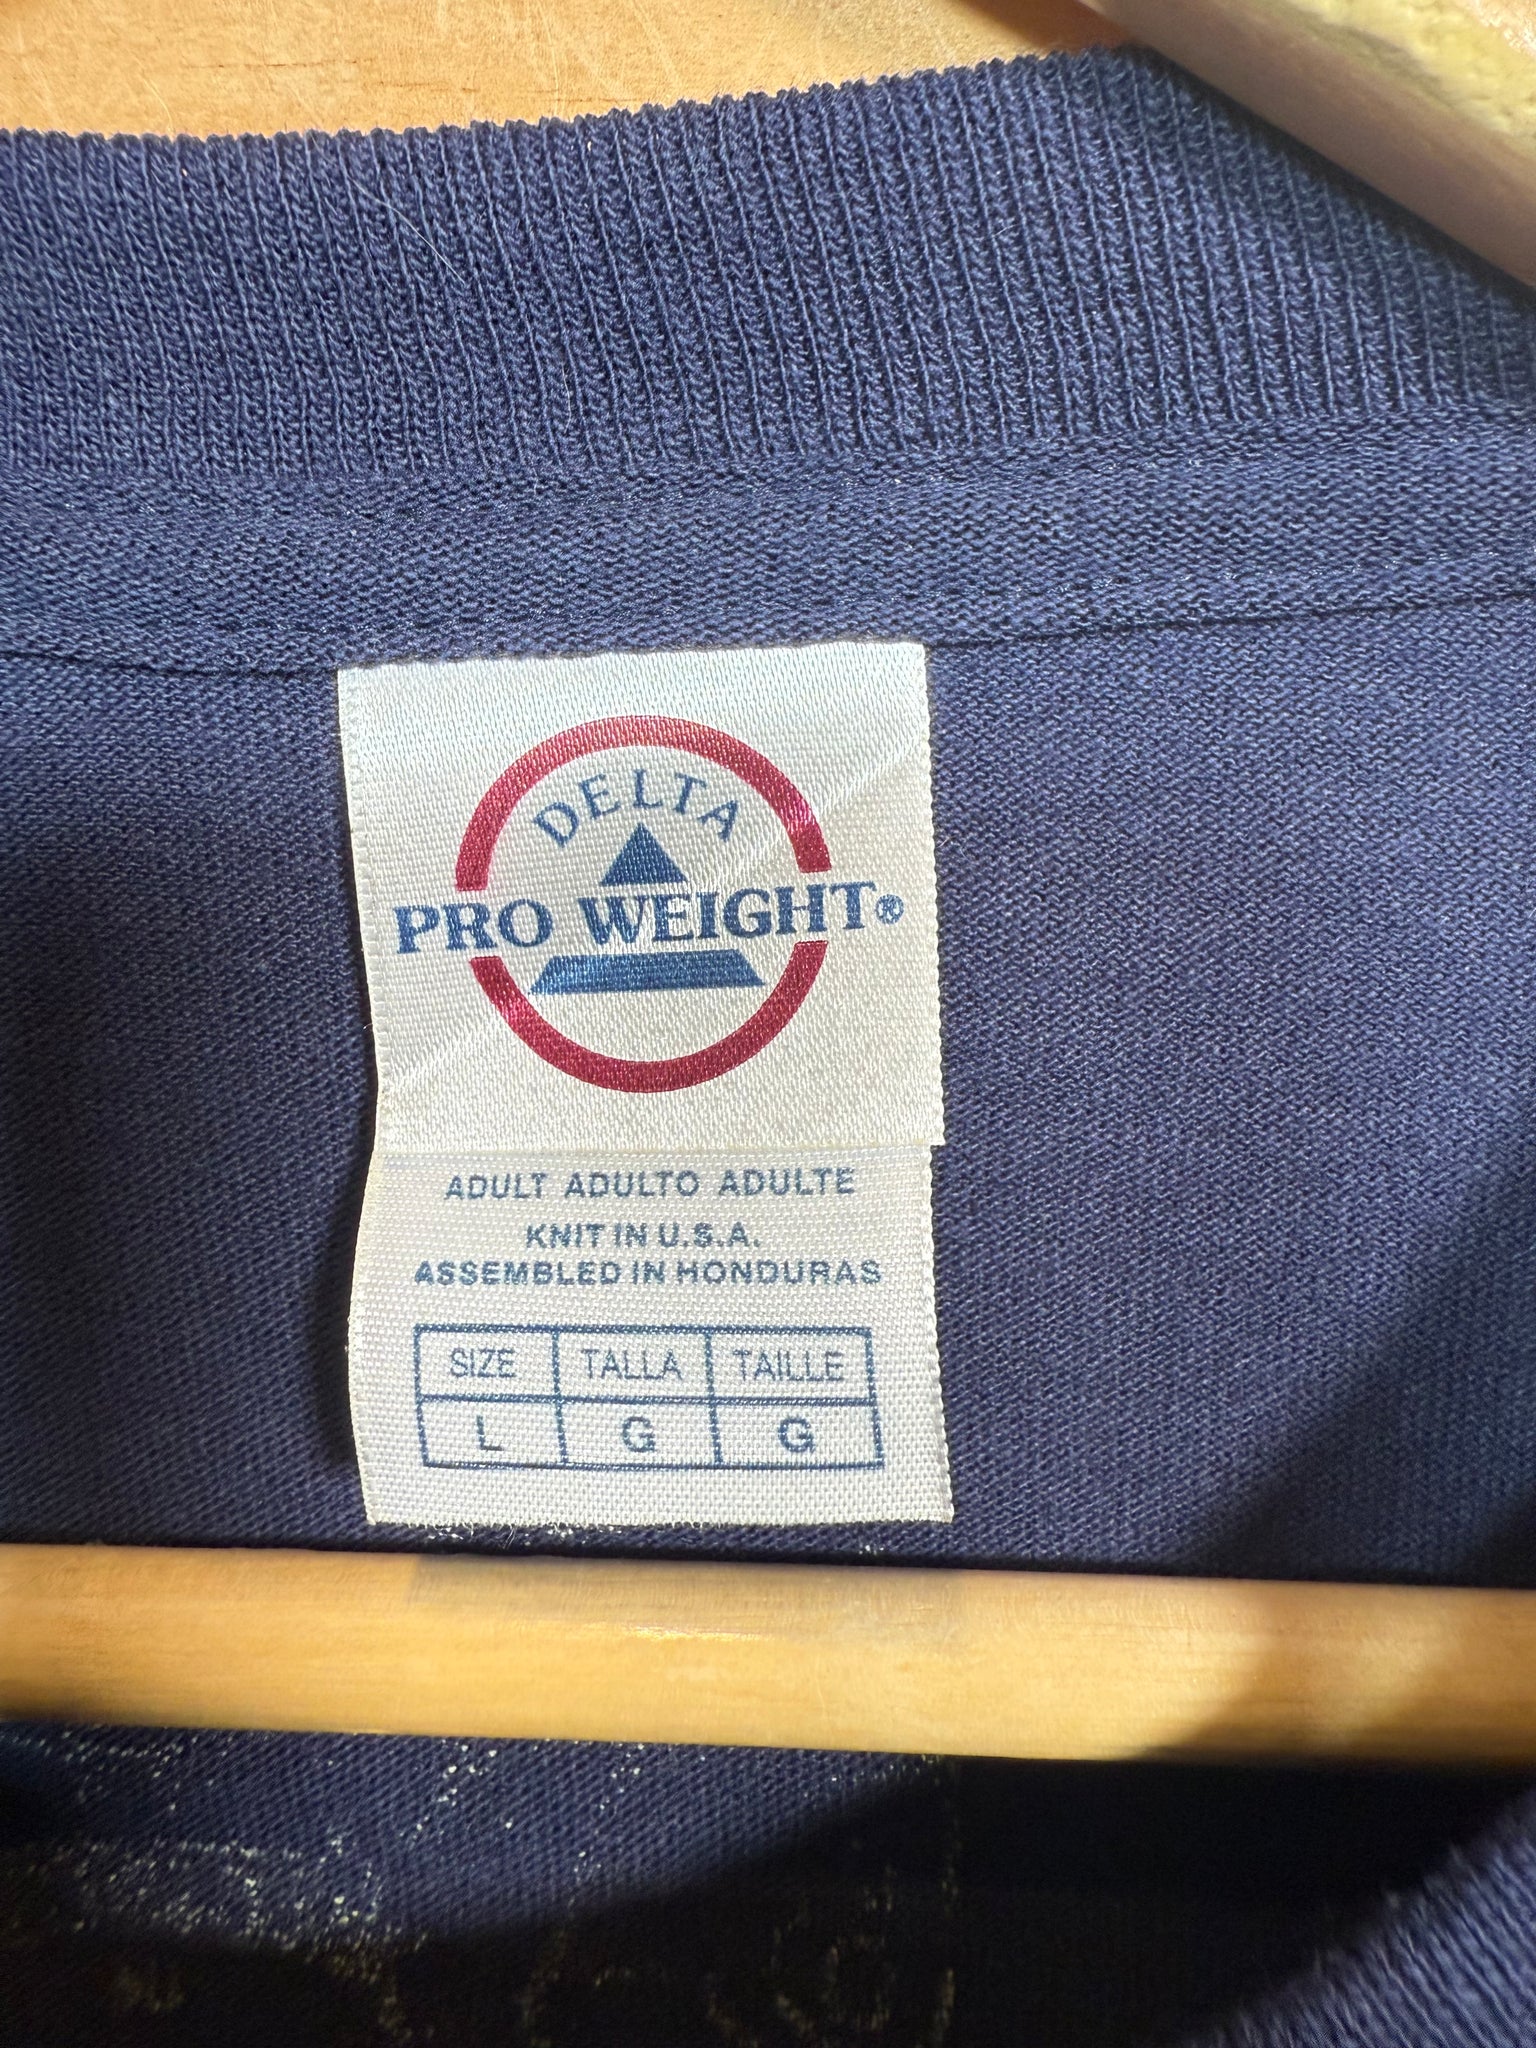 DELTA
PRO WEIGHT®
ADULT ADULTO ADULTE
KNIT IN U.S.A.
ASSEMBLED IN HONDURAS
SIZE TALLA TAILLE
L G G